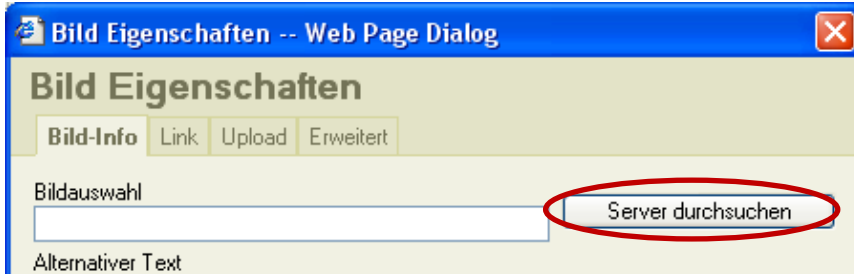 Bild Eigenschaften -- Web Page Dialog
Bild Eigenschaften
Bild-Info Link Upload Erweitert
Bildauswahl
Server durchsuchen
Alternativer Text